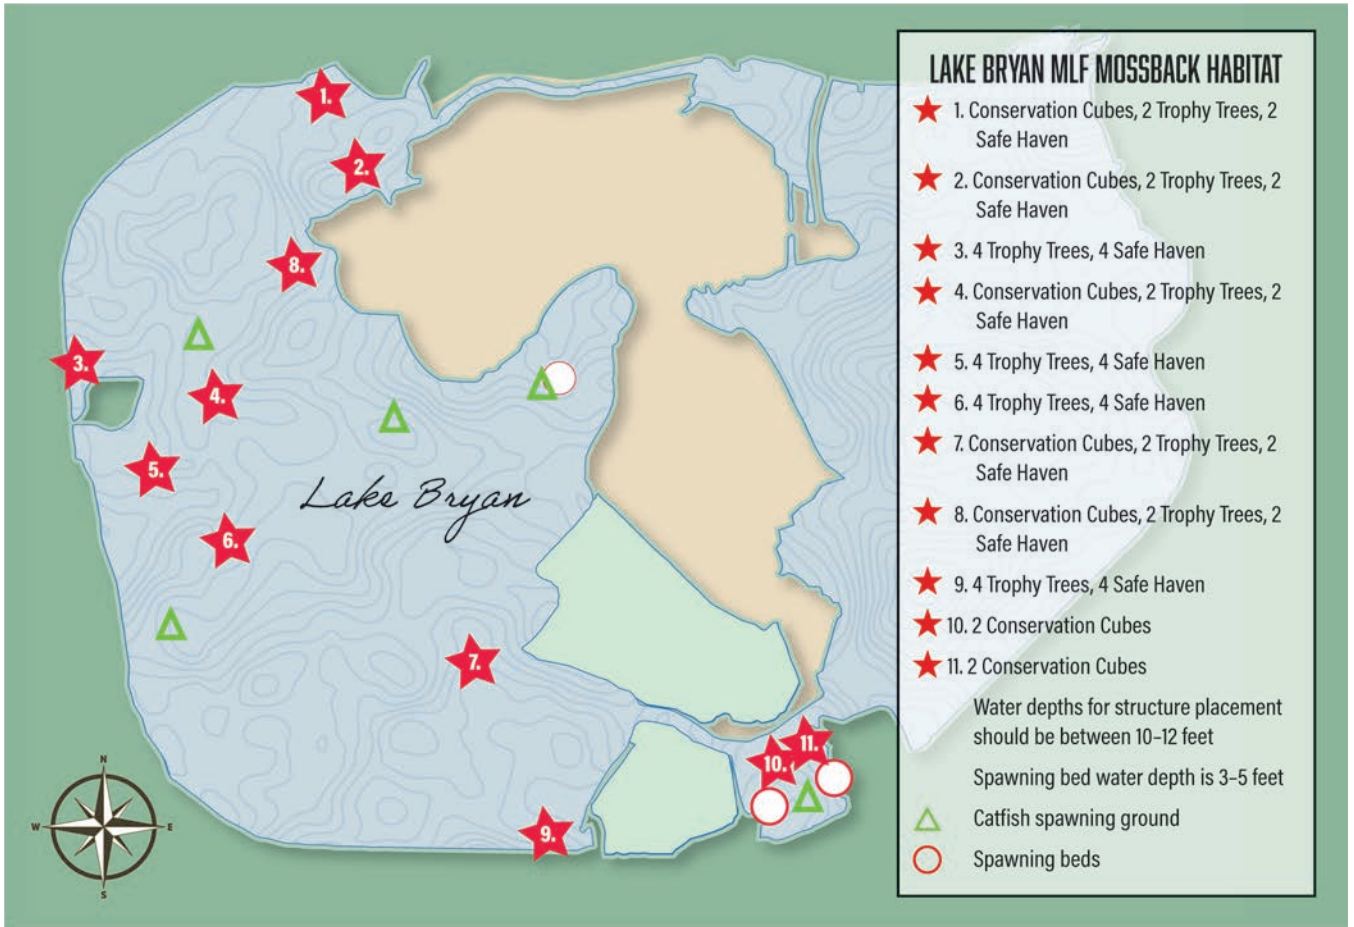 LAKE BRYAN MLF MOSSBACK HABITAT
1. Conservation Cubes, 2 Trophy Trees, 2
Safe Haven
2. Conservation Cubes, 2 Trophy Trees, 2
Safe Haven
3. 4 Trophy Trees, 4 Safe Haven
4. Conservation Cubes, 2 Trophy Trees, 2
Safe Haven
5. 4 Trophy Trees, 4 Safe Haven
6. 4 Trophy Trees, 4 Safe Haven
7. Conservation Cubes, 2 Trophy Trees, 2
Safe Haven
8. Conservation Cubes, 2 Trophy Trees, 2
Safe Haven
9. 4 Trophy Trees, 4 Safe Haven
10. 2 Conservation Cubes
11. 2 Conservation Cubes
Water depths for structure placement
should be between 10–12 feet
Spawning bed water depth is 3–5 feet
Catfish spawning ground
Spawning beds
1.
2.
8.
3.
4.
5.
Lake Bryan
6.
7.
11.
10.
9.
N
W
E
S